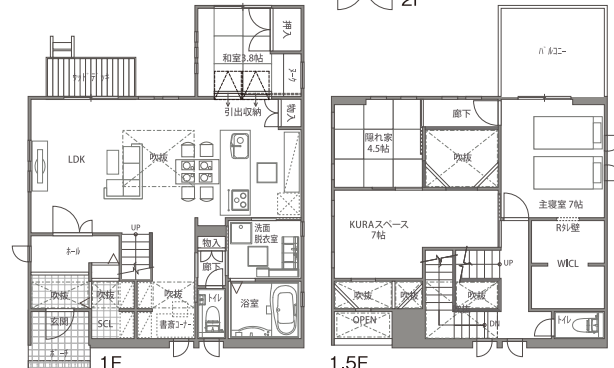 2F
和室3.8帖
押入
ヌック
ウッドデッキ
引出収納
物入
LDK
吹抜
UP
ホール
物入
廊下
洗面
脱衣室
吹抜
吹抜
吹抜
トイレ
浴室
玄関
SCL
書斎コーナー
ポーチ
1F
バルコニー
隠れ家
4.5帖
廊下
吹抜
主寝室 7帖
KURAスペース
7帖
R垂壁
WICL
UP
吹抜
吹抜
吹抜
OPEN
DN
トイレ
1.5F